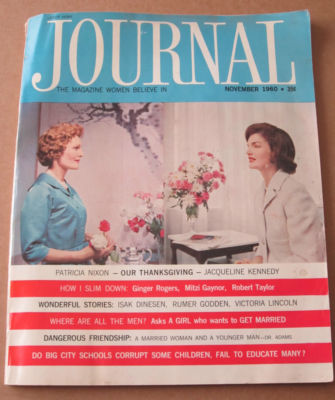 LADIES' HOME
JOURNAL
THE MAGAZINE WOMEN BELIEVE IN
NOVEMBER 1960 • 35¢
PATRICIA NIXON — OUR THANKSGIVING — JACQUELINE KENNEDY
HOW I SLIM DOWN: Ginger Rogers, Mitzi Gaynor, Robert Taylor
WONDERFUL STORIES: ISAK DINESEN, RUMER GODDEN, VICTORIA LINCOLN
WHERE ARE ALL THE MEN? Asks A GIRL who wants to GET MARRIED
DANGEROUS FRIENDSHIP: A MARRIED WOMAN AND A YOUNGER MAN—DR. ADAMS
DO BIG CITY SCHOOLS CORRUPT SOME CHILDREN, FAIL TO EDUCATE MANY?